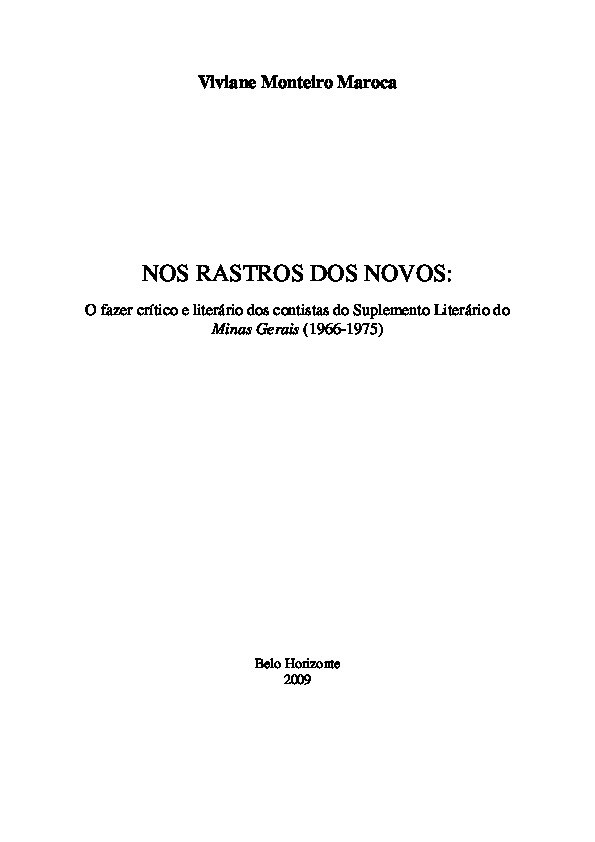 Viviane Monteiro Maroca
NOS RASTROS DOS NOVOS:
O fazer crítico e literário dos contistas do Suplemento Literário do
Minas Gerais (1966-1975)
Belo Horizonte
2009